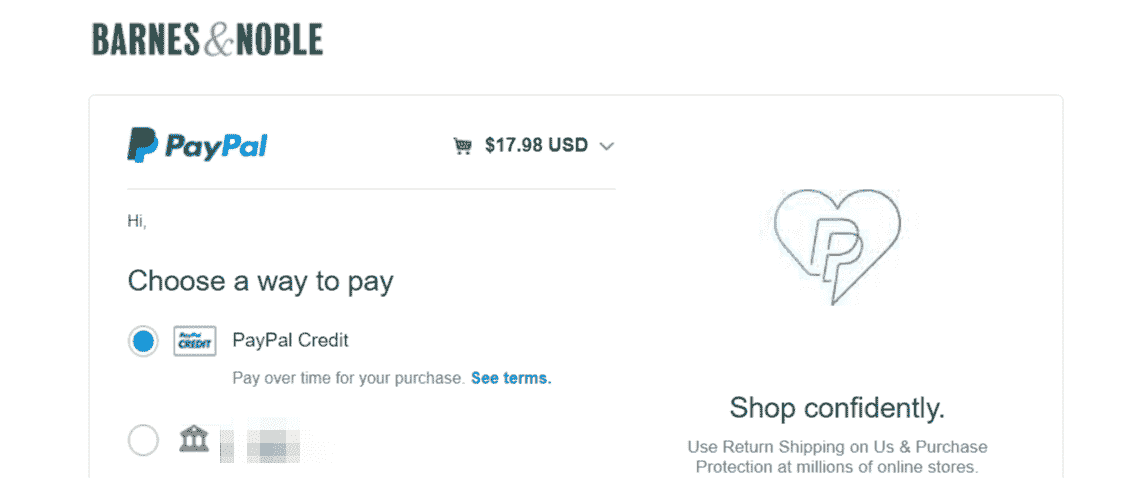 BARNES&NOBLE
PayPal
$17.98 USD
Hi,
Choose a way to pay
PayPal CREDIT
PayPal Credit
Pay over time for your purchase. See terms.
Shop confidently.
Use Return Shipping on Us & Purchase
Protection at millions of online stores.